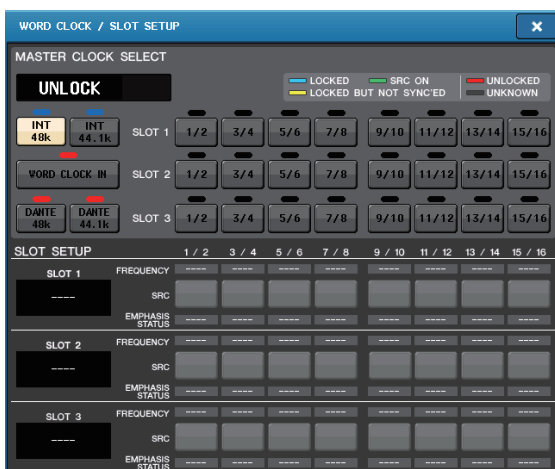 WORD CLOCK / SLOT SETUP
MASTER CLOCK SELECT
UNLOCK
LOCKED SRC ON UNLOCKED
LOCKED BUT NOT SYNC'ED UNKNOWN
INT 48k INT 44.1k SLOT 1 1/2 3/4 5/6 7/8 9/10 11/12 13/14 15/16
WORD CLOCK IN SLOT 2 1/2 3/4 5/6 7/8 9/10 11/12 13/14 15/16
DANTE 48k DANTE 44.1k SLOT 3 1/2 3/4 5/6 7/8 9/10 11/12 13/14 15/16
SLOT SETUP 1 / 2 3 / 4 5 / 6 7 / 8 9 / 10 11 / 12 13 / 14 15 / 16
SLOT 1 FREQUENCY ---- ---- ---- ---- ---- ---- ---- ----
---- SRC
EMPHASIS STATUS ---- ---- ---- ---- ---- ---- ---- ----
SLOT 2 FREQUENCY ---- ---- ---- ---- ---- ---- ---- ----
---- SRC
EMPHASIS STATUS ---- ---- ---- ---- ---- ---- ---- ----
SLOT 3 FREQUENCY ---- ---- ---- ---- ---- ---- ---- ----
---- SRC
EMPHASIS STATUS ---- ---- ---- ---- ---- ---- ---- ----